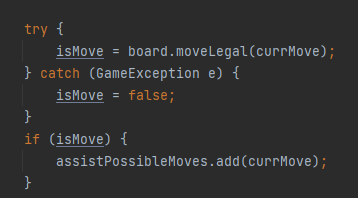 try {
    isMove = board.moveLegal(currMove);
} catch (GameException e) {
    isMove = false;
}
if (isMove) {
    assistPossibleMoves.add(currMove);
}